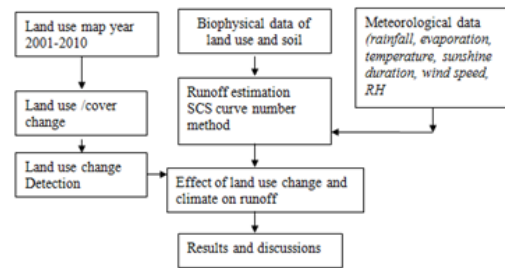 Land use map year
2001-2010
Biophysical data of
land use and soil
Meteorological data
(rainfall, evaporation,
temperature, sunshine
duration, wind speed,
RH
Land use /cover
change
Runoff estimation
SCS curve number
method
Land use change
Detection
Effect of land use change and
climate on runoff
Results and discussions